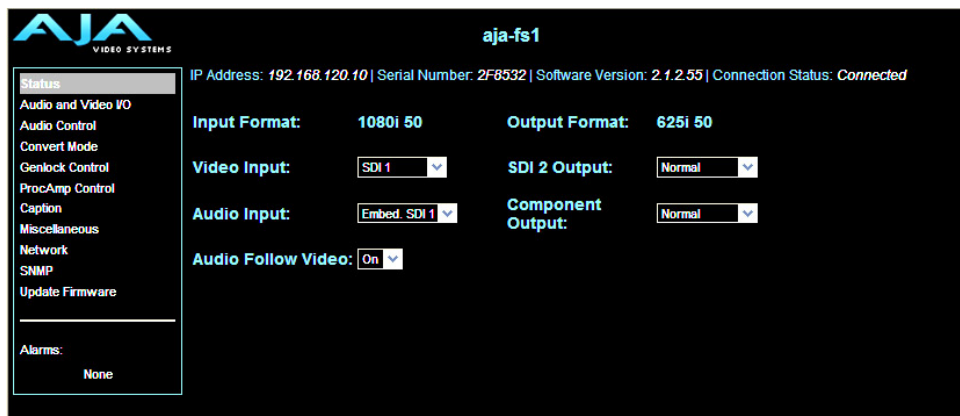 AJA
VIDEO SYSTEMS
aja-fs1
IP Address: 192.168.120.10 | Serial Number: 2F8532 | Software Version: 2.1.2.55 | Connection Status: Connected
Status
Audio and Video I/O
Audio Control
Convert Mode
Genlock Control
ProcAmp Control
Caption
Miscellaneous
Network
SNMP
Update Firmware
Alarms:
None
Input Format: 1080i 50 Output Format: 625i 50
Video Input: SDI 1 SDI 2 Output: Normal
Audio Input: Embed. SDI 1 Component Output: Normal
Audio Follow Video: On